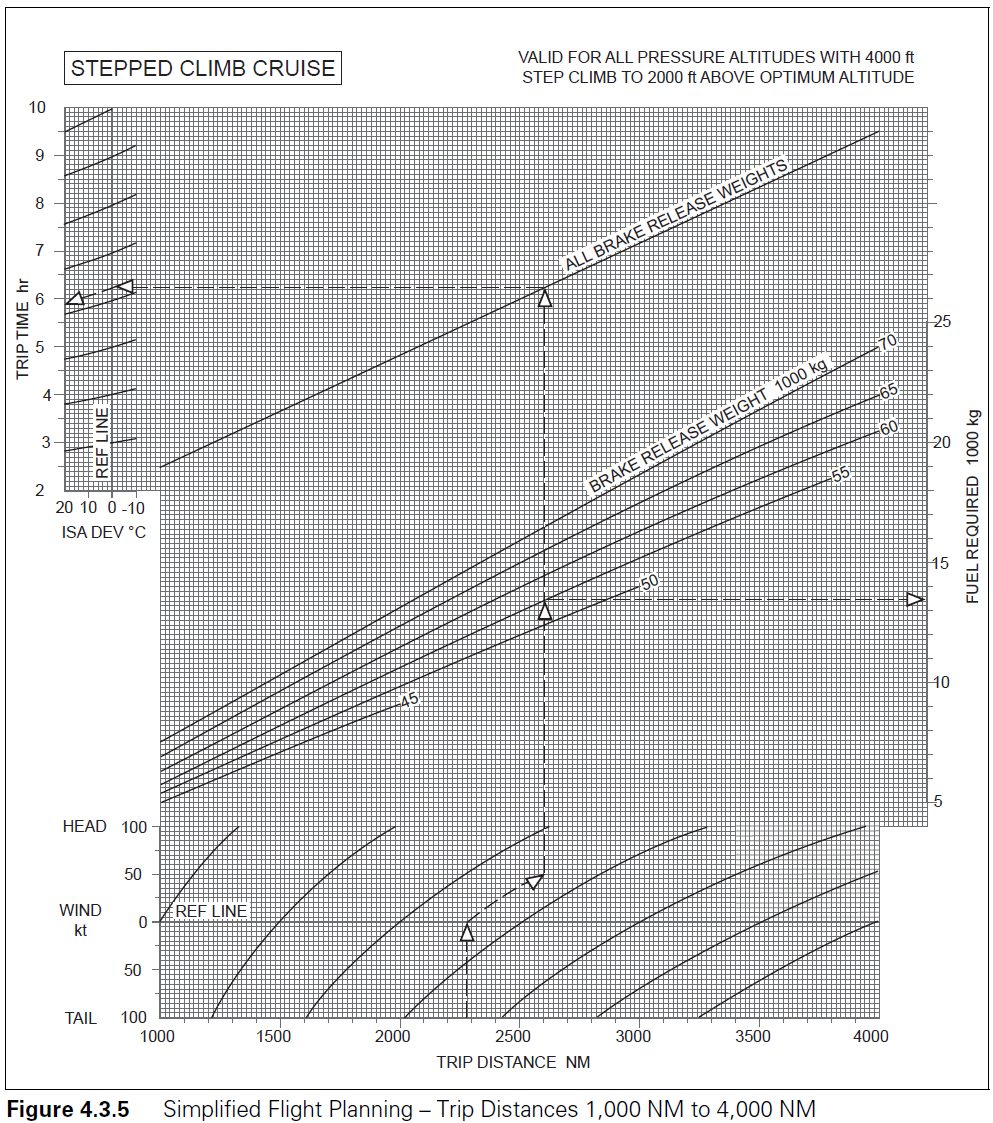 STEPPED CLIMB CRUISE
VALID FOR ALL PRESSURE ALTITUDES WITH 4000 ft
STEP CLIMB TO 2000 ft ABOVE OPTIMUM ALTITUDE
10
9
8
7
6
5
4
3
2
TRIP TIME hr
REF LINE
20 10 0 -10
ISA DEV °C
ALL BRAKE RELEASE WEIGHTS
BRAKE RELEASE WEIGHT 1000 kg
70
65
60
55
50
45
25
20
15
10
5
FUEL REQUIRED 1000 kg
HEAD 100
50
WIND 0
kt
50
TAIL 100
REF LINE
1000 1500 2000 2500 3000 3500 4000
TRIP DISTANCE NM
Figure 4.3.5 Simplified Flight Planning – Trip Distances 1,000 NM to 4,000 NM